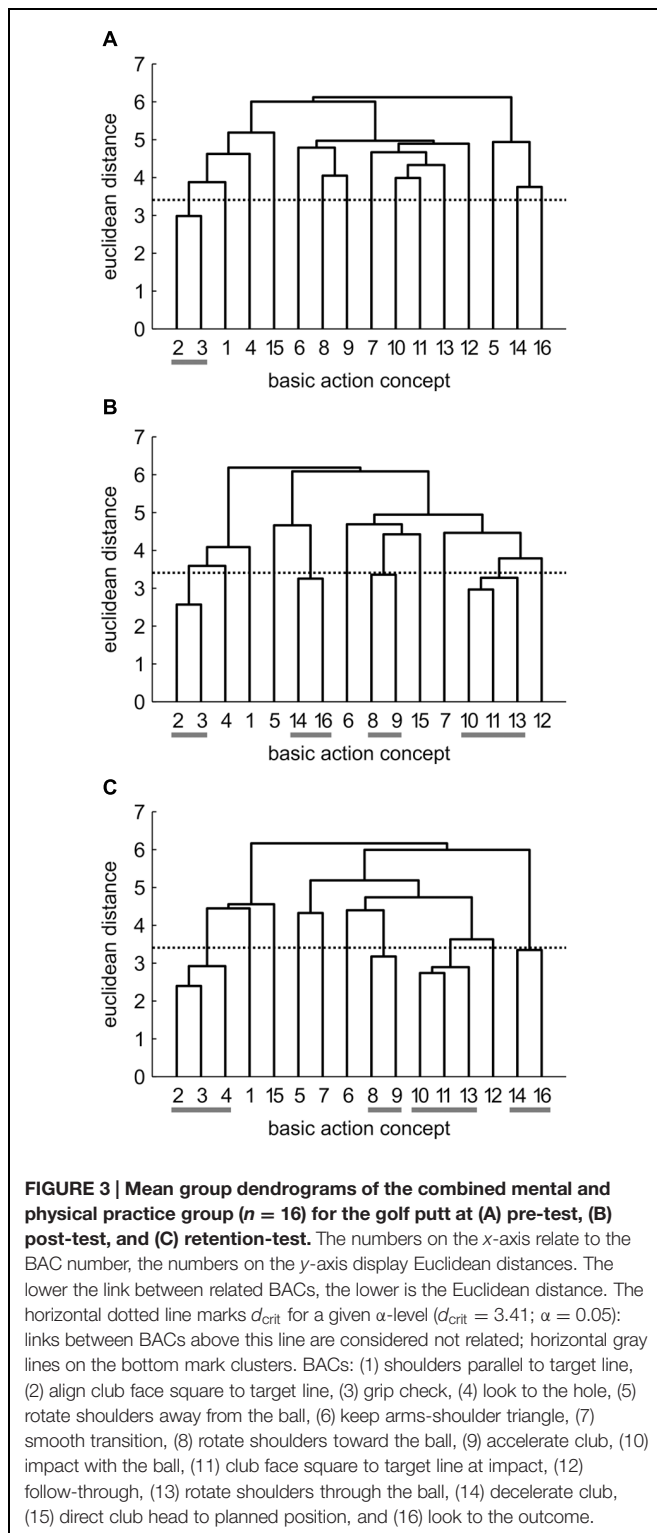 A
7
6
5
4
3
2
1
0
euclidean distance
2 3 1 4 15 6 8 9 7 10 11 13 12 5 14 16
basic action concept
B
7
6
5
4
3
2
1
0
euclidean distance
2 3 4 1 5 14 16 6 8 9 15 7 10 11 13 12
basic action concept
C
7
6
5
4
3
2
1
0
euclidean distance
2 3 4 1 15 5 7 6 8 9 10 11 13 12 14 16
basic action concept
FIGURE 3 | Mean group dendrograms of the combined mental and
physical practice group (n = 16) for the golf putt at (A) pre-test, (B)
post-test, and (C) retention-test. The numbers on the x-axis relate to the
BAC number, the numbers on the y-axis display Euclidean distances. The
lower the link between related BACs, the lower is the Euclidean distance. The
horizontal dotted line marks dcrit for a given α-level (dcrit = 3.41; α = 0.05):
links between BACs above this line are considered not related; horizontal gray
lines on the bottom mark clusters. BACs: (1) shoulders parallel to target line,
(2) align club face square to target line, (3) grip check, (4) look to the hole, (5)
rotate shoulders away from the ball, (6) keep arms-shoulder triangle, (7)
smooth transition, (8) rotate shoulders toward the ball, (9) accelerate club, (10)
impact with the ball, (11) club face square to target line at impact, (12)
follow-through, (13) rotate shoulders through the ball, (14) decelerate club,
(15) direct club head to planned position, and (16) look to the outcome.